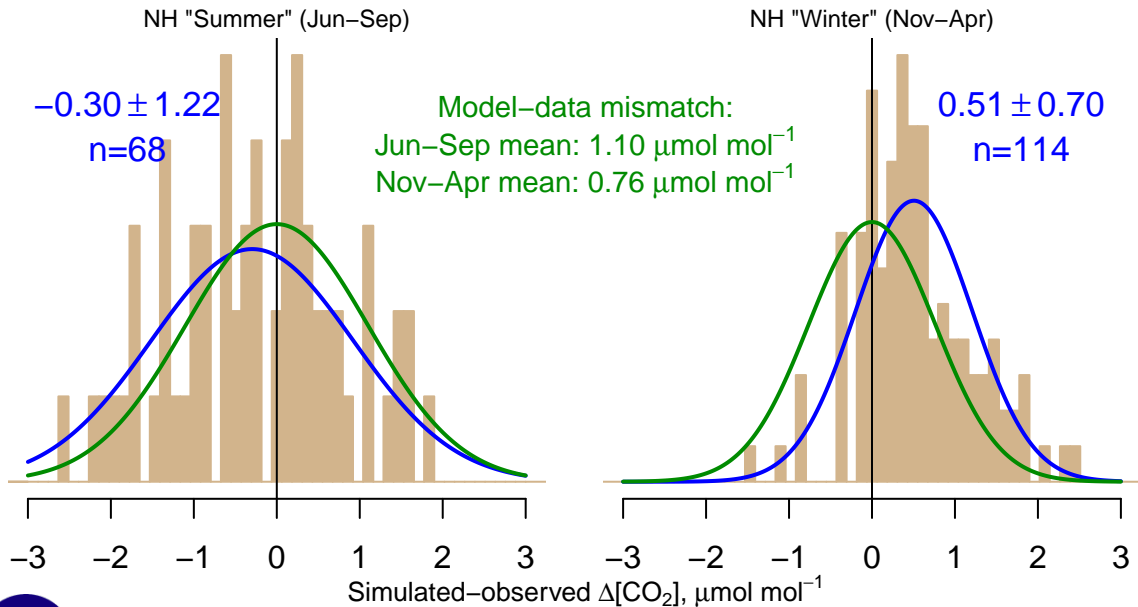 NH "Summer" (Jun−Sep)
NH "Winter" (Nov−Apr)
−0.30 ± 1.22
n=68
Model−data mismatch:
Jun−Sep mean: 1.10 μmol mol⁻¹
Nov−Apr mean: 0.76 μmol mol⁻¹
0.51 ± 0.70
n=114
−3 −2 −1 0 1 2 3
−3 −2 −1 0 1 2 3
Simulated−observed Δ[CO₂], μmol mol⁻¹